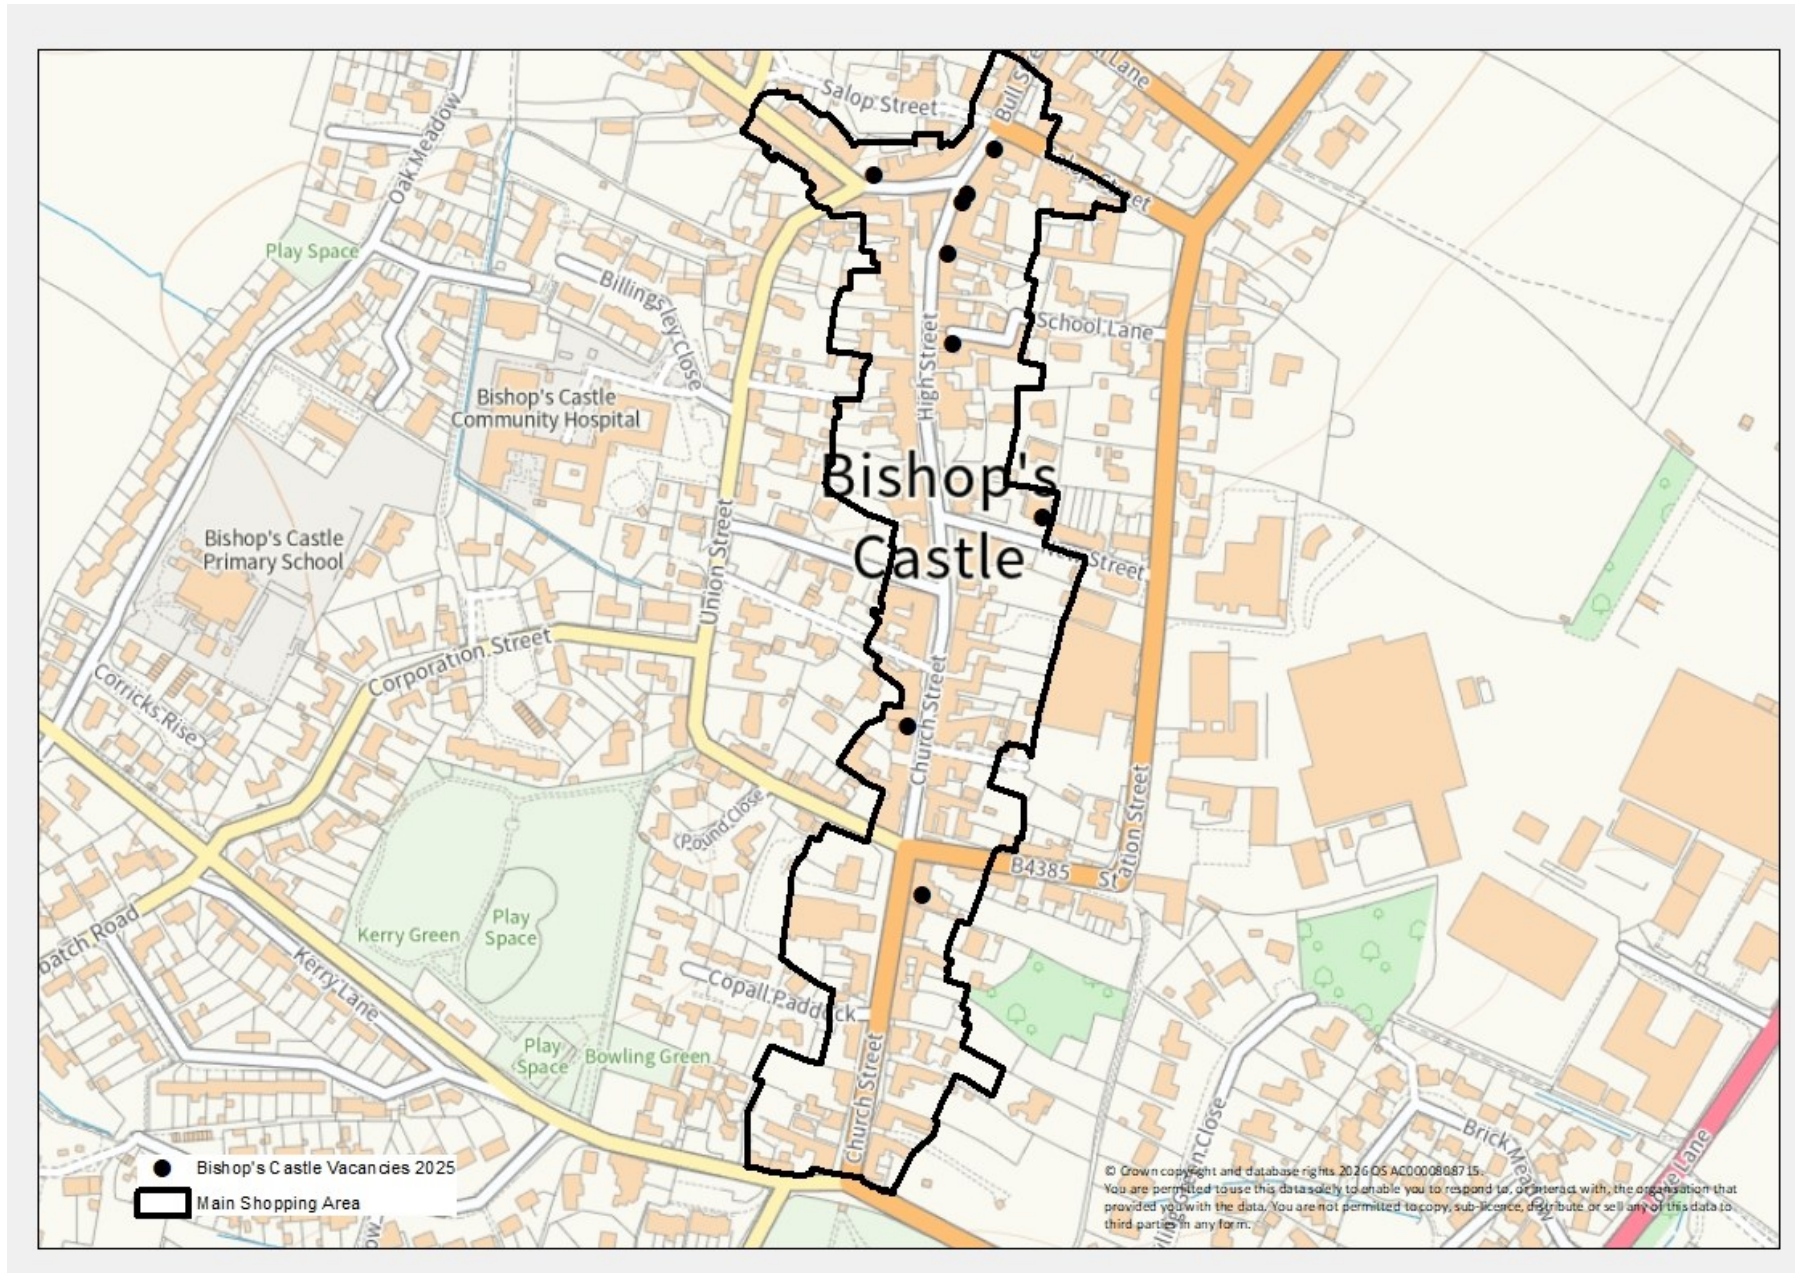 Salop Street
Bull S
Lane
Oak Meadow
Play Space
Billingsley Close
School Lane
High Street
Bishop's Castle
Community Hospital
Bishop's
Castle
Bishop's Castle
Primary School
Union Street
Street
Corporation Street
Corricks Rise
Church Street
Pound Close
Station Street
B4385
Play
Space
Kerry Green
batch Road
Kerry Lane
Copall Paddock
Play
Space
Bowling Green
Church Street
Brick Meadow
Close
Love Lane
Bishop's Castle Vacancies 2025
Main Shopping Area
© Crown copyright and database rights 2026 OS AC0000808715.
You are permitted to use this data solely to enable you to respond to, or interact with, the organisation that
provided you with the data. You are not permitted to copy, sub-licence, distribute or sell any of this data to
third parties in any form.